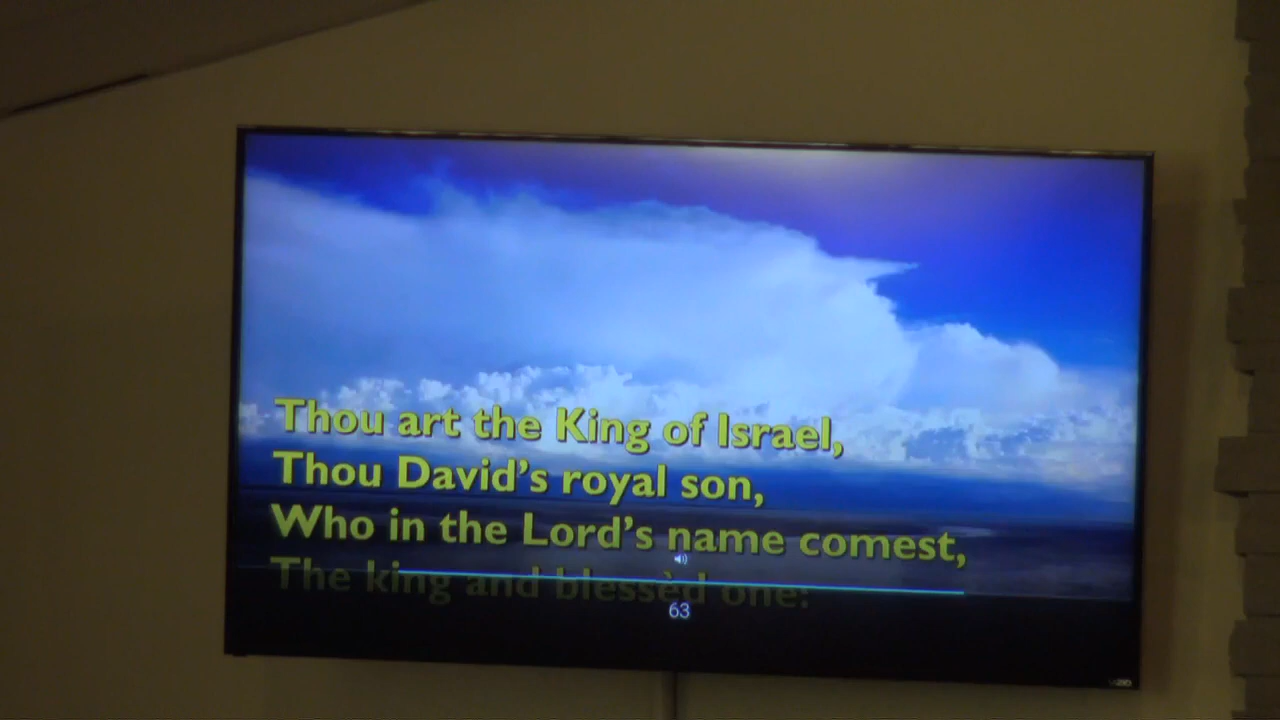 Thou art the King of Israel,
Thou David’s royal son,
Who in the Lord’s name comest,
The king and blessèd one:
63
VIZIO